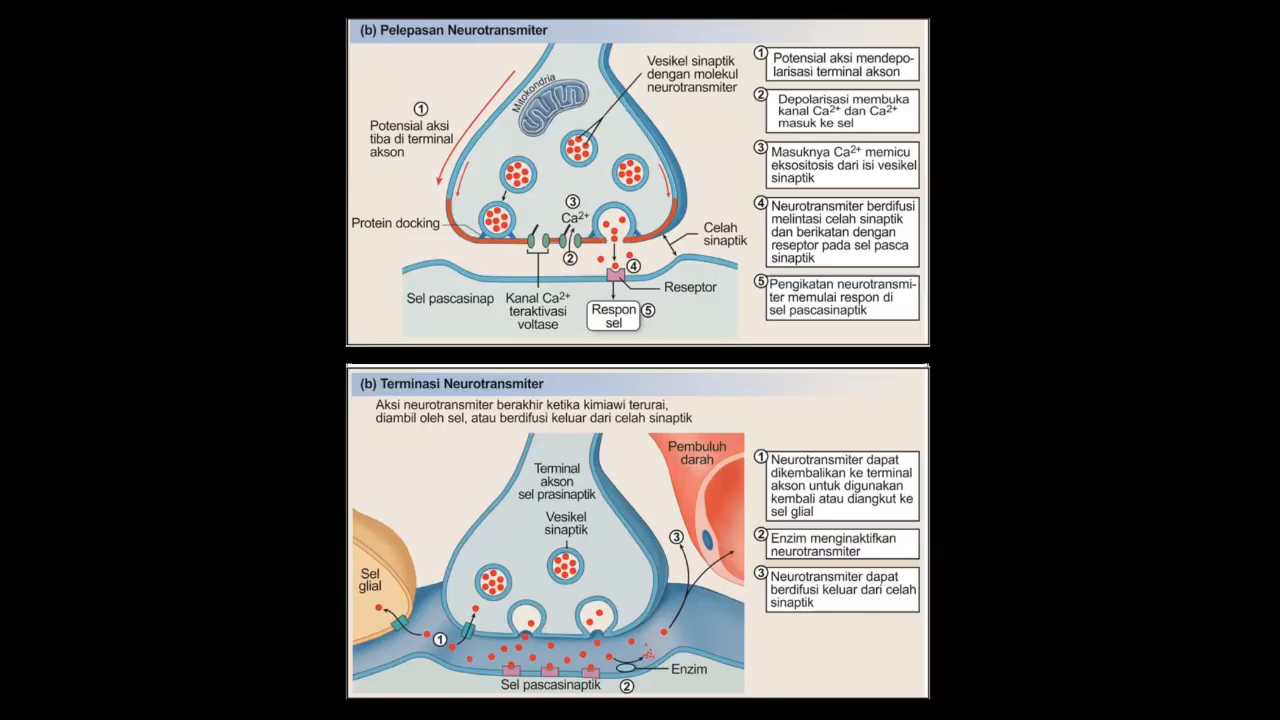 (b) Pelepasan Neurotransmiter
Vesikel sinaptik
dengan molekul
neurotransmiter
Mitokondria
①
Potensial aksi
tiba di terminal
akson
③
Ca²⁺
Protein docking
②
④
Celah
sinaptik
Reseptor
Sel pascasinap
Kanal Ca²⁺
teraktivasi
voltase
Respon
sel
⑤
① Potensial aksi mendepo-
larisasi terminal akson
② Depolarisasi membuka
kanal Ca²⁺ dan Ca²⁺
masuk ke sel
③ Masuknya Ca²⁺ memicu
eksositosis dari isi vesikel
sinaptik
④ Neurotransmiter berdifusi
melintasi celah sinaptik
dan berikatan dengan
reseptor pada sel pasca
sinaptik
⑤ Pengikatan neurotransmi-
ter memulai respon di
sel pascasinaptik
(b) Terminasi Neurotransmiter
Aksi neurotransmiter berakhir ketika kimiawi terurai,
diambil oleh sel, atau berdifusi keluar dari celah sinaptik
Pembuluh
darah
Terminal
akson
sel prasinaptik
Vesikel
sinaptik
③
Sel
glial
①
Enzim
Sel pascasinaptik
②
① Neurotransmiter dapat
dikembalikan ke terminal
akson untuk digunakan
kembali atau diangkut ke
sel glial
② Enzim menginaktifkan
neurotransmiter
③ Neurotransmiter dapat
berdifusi keluar dari celah
sinaptik